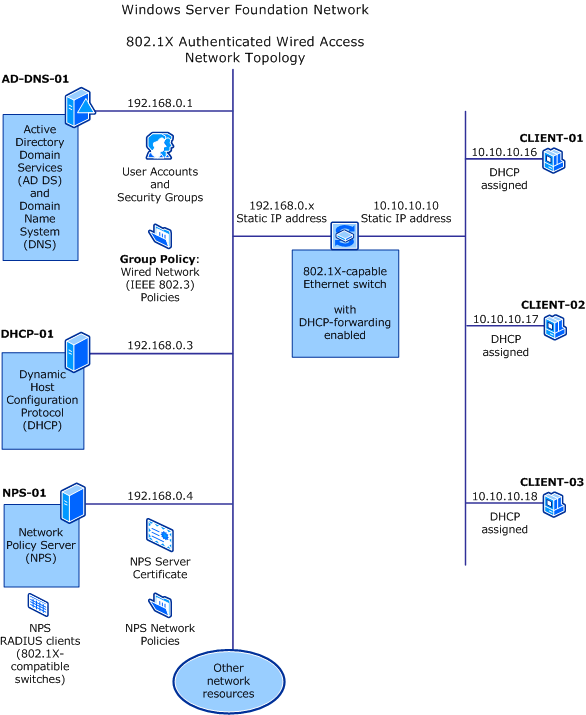 Windows Server Foundation Network
802.1X Authenticated Wired Access
Network Topology
AD-DNS-01
192.168.0.1
Active
Directory
Domain
Services
(AD DS)
and
Domain
Name
System
(DNS)
User Accounts
and
Security Groups
Group Policy:
Wired Network
(IEEE 802.3)
Policies
DHCP-01
192.168.0.3
Dynamic
Host
Configuration
Protocol
(DHCP)
NPS-01
192.168.0.4
Network
Policy Server
(NPS)
NPS Server
Certificate
NPS
RADIUS clients
(802.1X-
compatible
switches)
NPS Network
Policies
Other
network
resources
192.168.0.x
Static IP address
10.10.10.10
Static IP address
802.1X-capable
Ethernet switch
with
DHCP-forwarding
enabled
CLIENT-01
10.10.10.16
DHCP
assigned
CLIENT-02
10.10.10.17
DHCP
assigned
CLIENT-03
10.10.10.18
DHCP
assigned